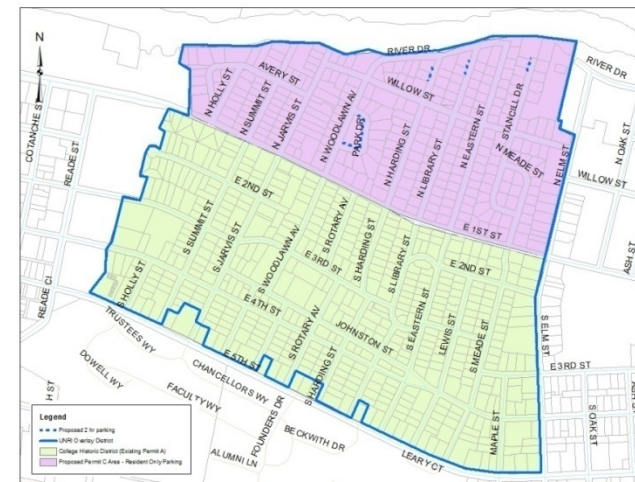 N
RIVER DR
RIVER DR
AVERY ST
WILLOW ST
N HOLLY ST
N SUMMIT ST
N JARVIS ST
N WOODLAWN AV
PARK DR
N HARDING ST
N LIBRARY ST
N EASTERN ST
STANCILL DR
N MEADE ST
N ELM ST
N OAK ST
WILLOW ST
COTANCHE S
READE ST
E 2ND ST
E 1ST ST
ASH ST
S SUMMIT ST
S JARVIS ST
S WOODLAWN AV
S ROTARY AV
S HARDING ST
E 3RD ST
S LIBRARY ST
E 2ND ST
READE CI
S HOLLY ST
E 4TH ST
S ROTARY AV
JOHNSTON ST
S EASTERN ST
LEWIS ST
S MEADE ST
S ELM ST
E 3RD ST
TRUSTEES WY
DOWELL WY
E 5TH ST
CHANCELLORS WY
FACULTY WY
S HARDING ST
FOUNDERS DR
BECKWITH DR
ALUMNI LN
LEARY CT
MAPLE ST
S OAK ST
H ST
Legend
Proposed 2 hr parking
UNRI Overlay District
College Historic District (Existing Permit A)
Proposed Permit C Area - Resident Only Parking